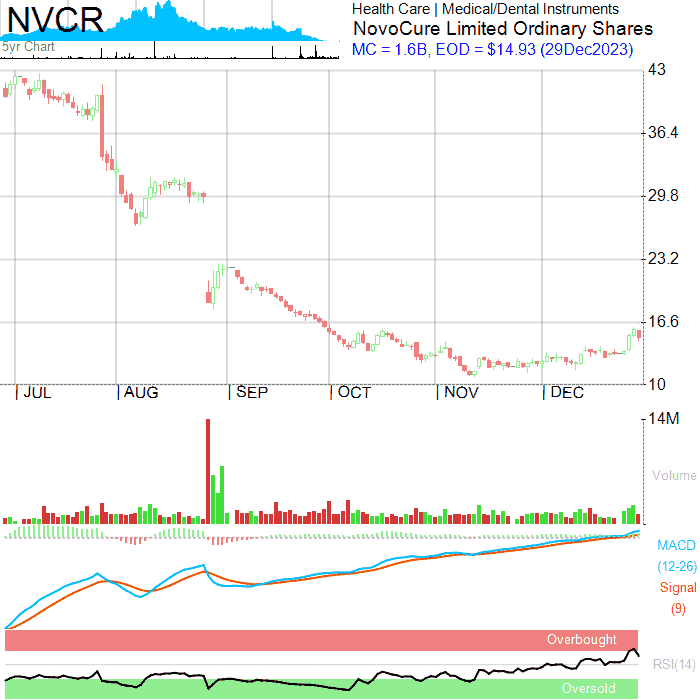 NVCR
5yr Chart
Health Care | Medical/Dental Instruments
NovoCure Limited Ordinary Shares
MC = 1.6B, EOD = $14.93 (29Dec2023)
43
36.4
29.8
23.2
16.6
10
JUL AUG SEP OCT NOV DEC
14M
Volume
MACD
(12-26)
Signal
(9)
Overbought
RSI(14)
Oversold